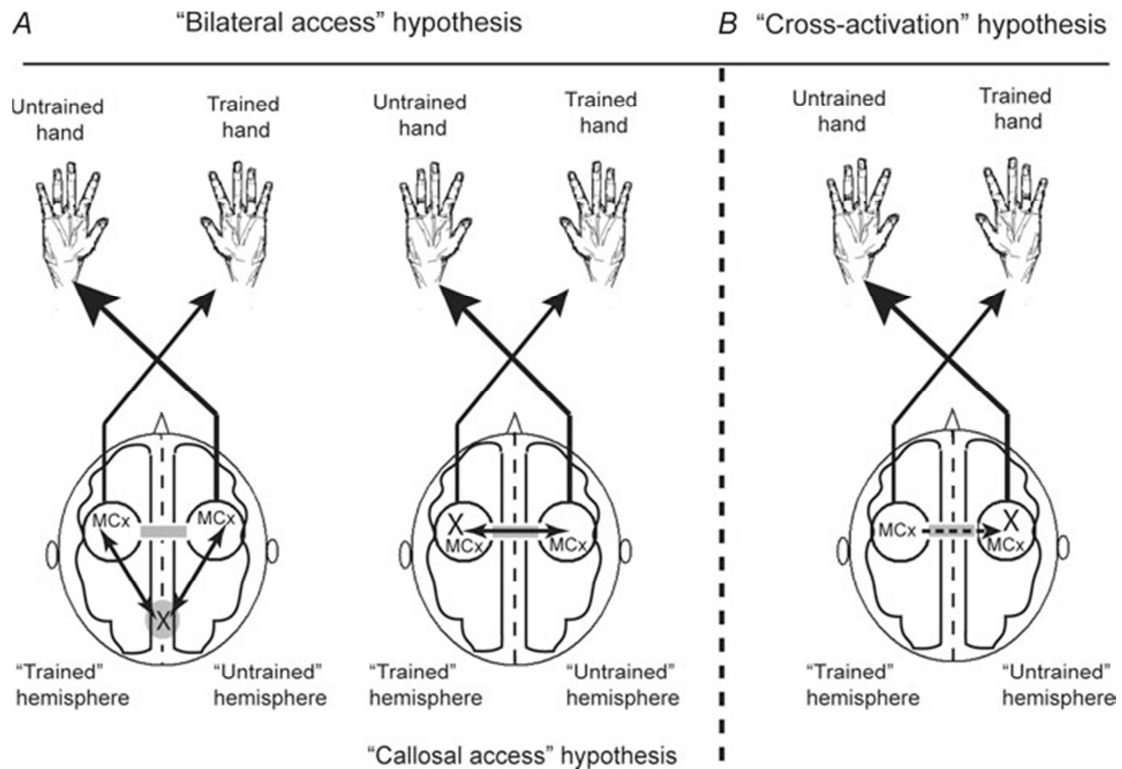 A “Bilateral access” hypothesis
B “Cross-activation” hypothesis
Untrained
hand
Trained
hand
Untrained
hand
Trained
hand
Untrained
hand
Trained
hand
MCx
MCx
X
X
MCx
MCx
MCx
X
MCx
“Trained”
hemisphere
“Untrained”
hemisphere
“Trained”
hemisphere
“Untrained”
hemisphere
“Trained”
hemisphere
“Untrained”
hemisphere
“Callosal access” hypothesis